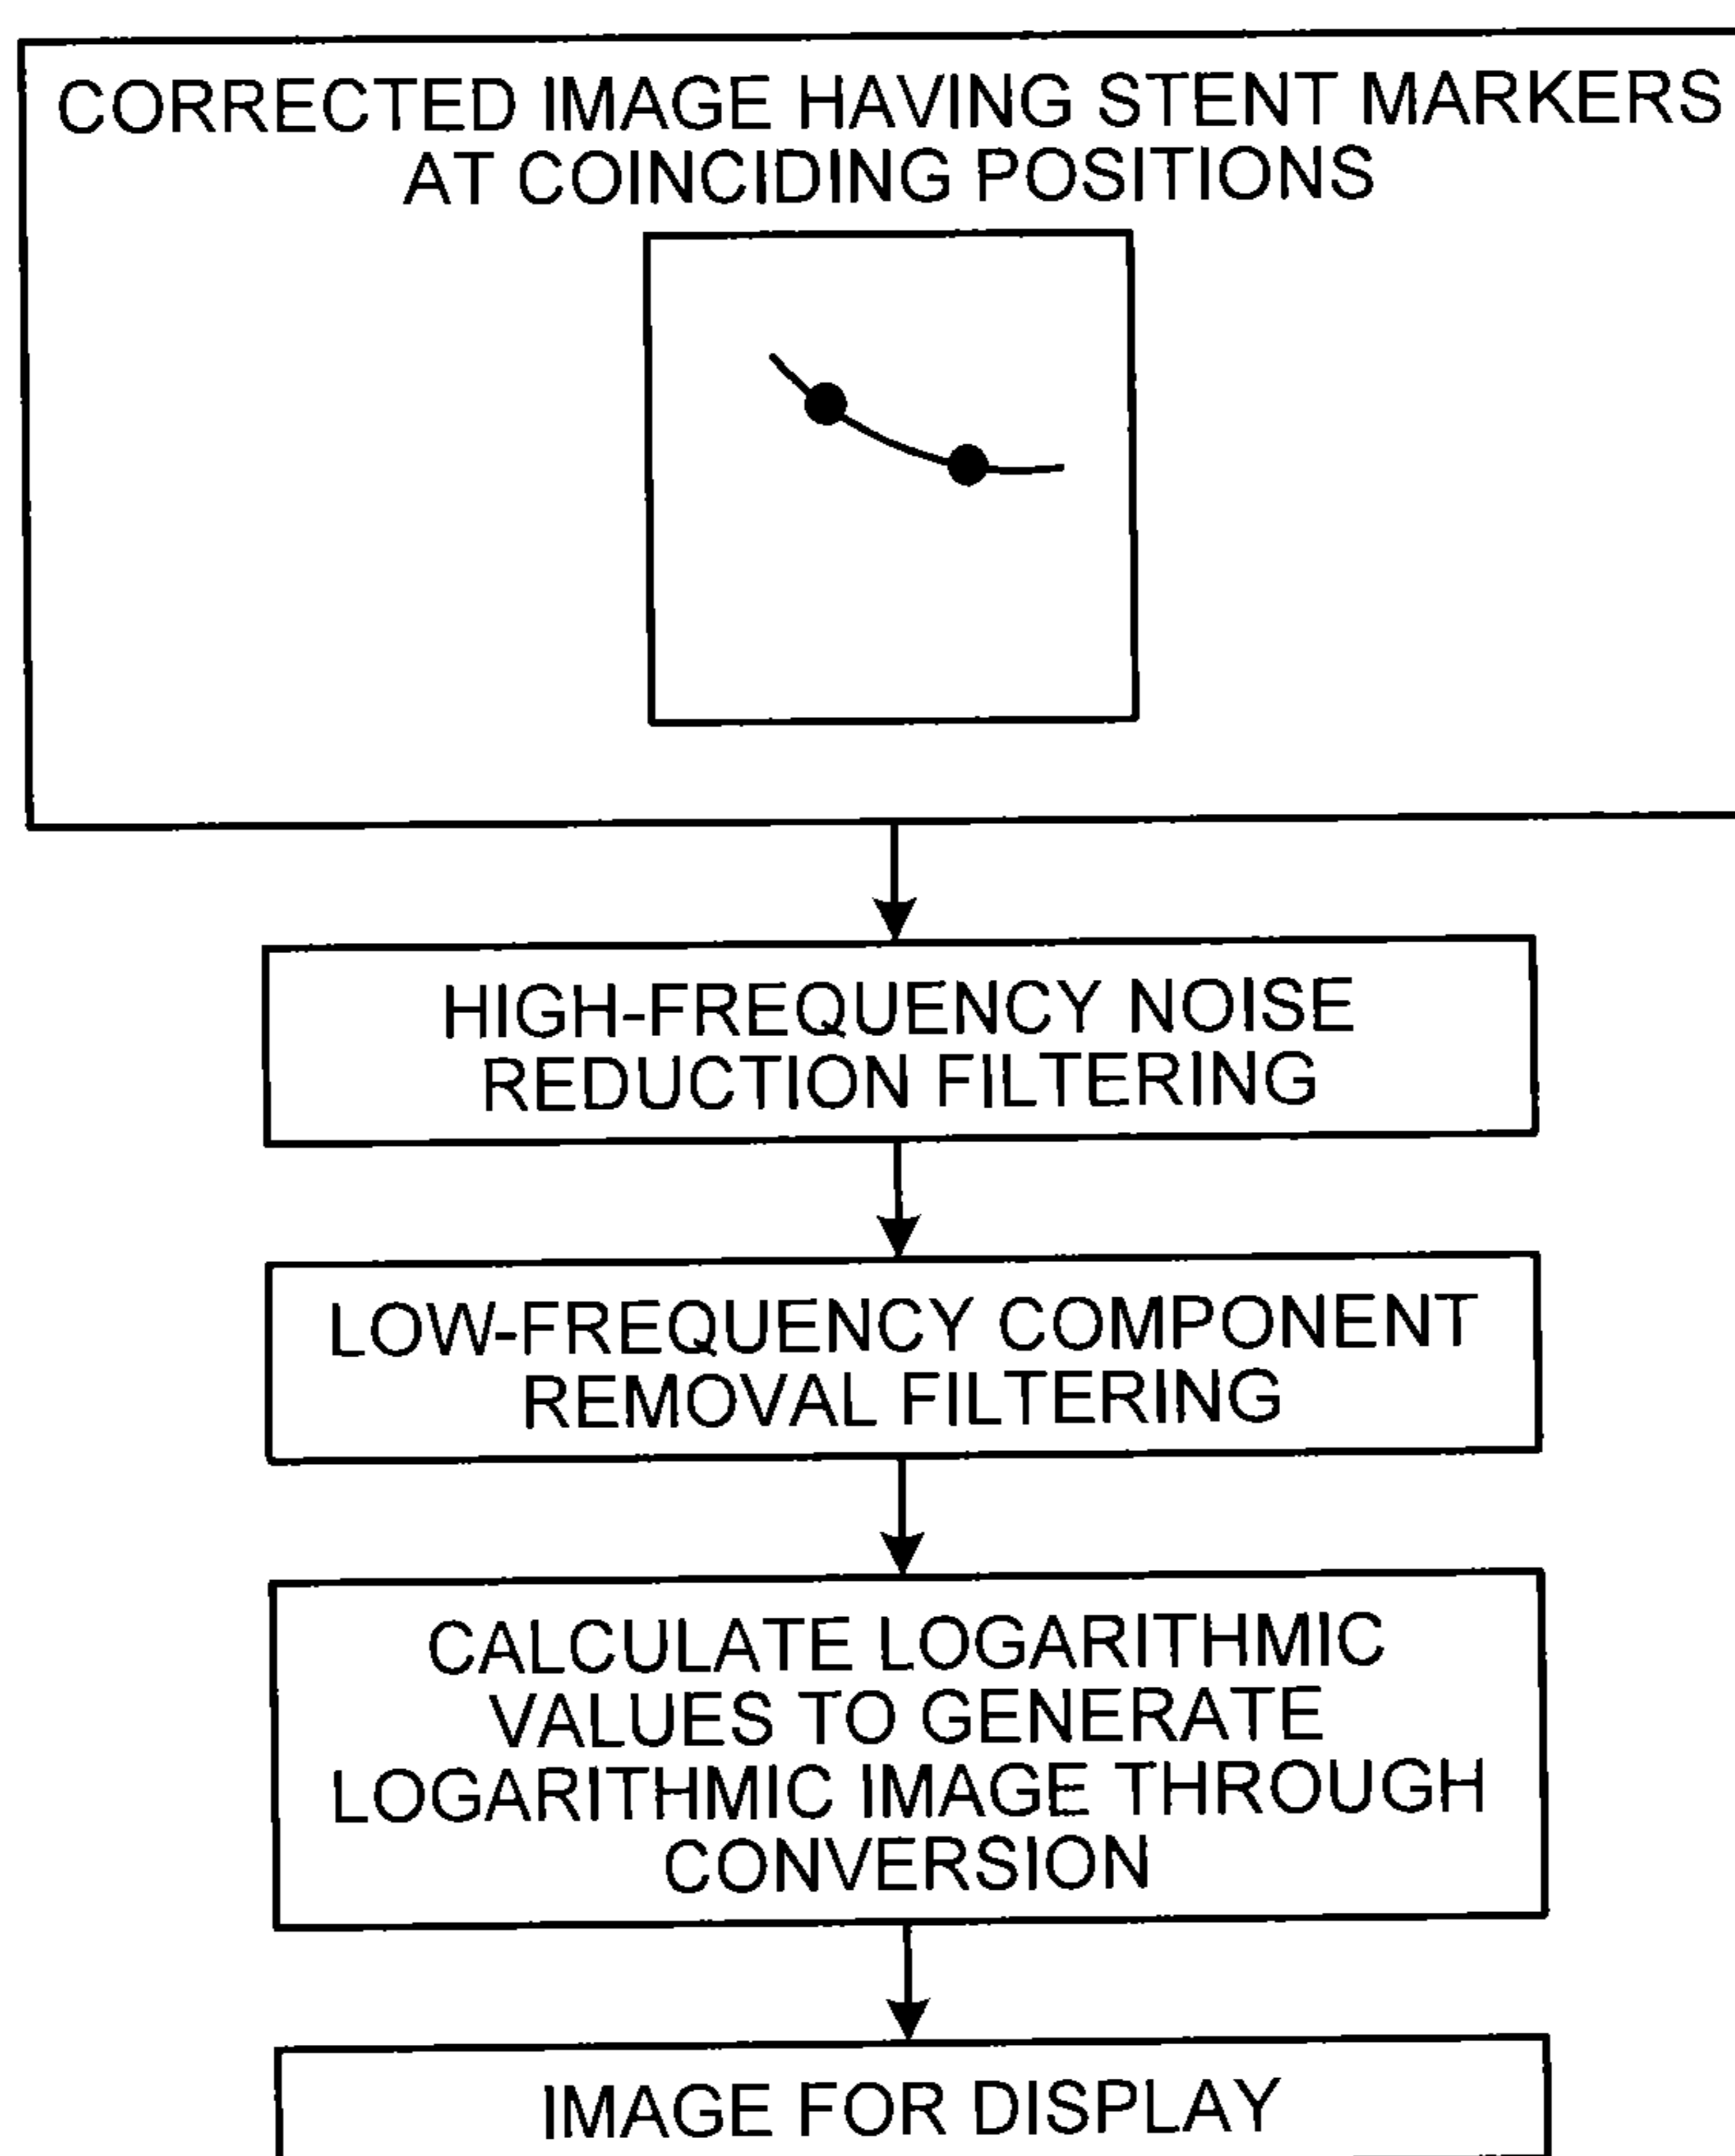 CORRECTED IMAGE HAVING STENT MARKERS
AT COINCIDING POSITIONS
HIGH-FREQUENCY NOISE
REDUCTION FILTERING
LOW-FREQUENCY COMPONENT
REMOVAL FILTERING
CALCULATE LOGARITHMIC
VALUES TO GENERATE
LOGARITHMIC IMAGE THROUGH
CONVERSION
IMAGE FOR DISPLAY